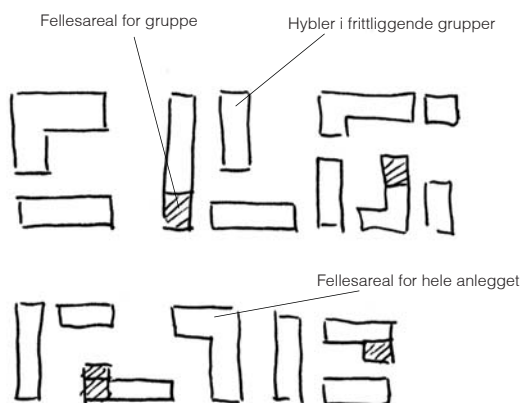 Fellesareal for gruppe
Hybler i frittliggende grupper
Fellesareal for hele anlegget